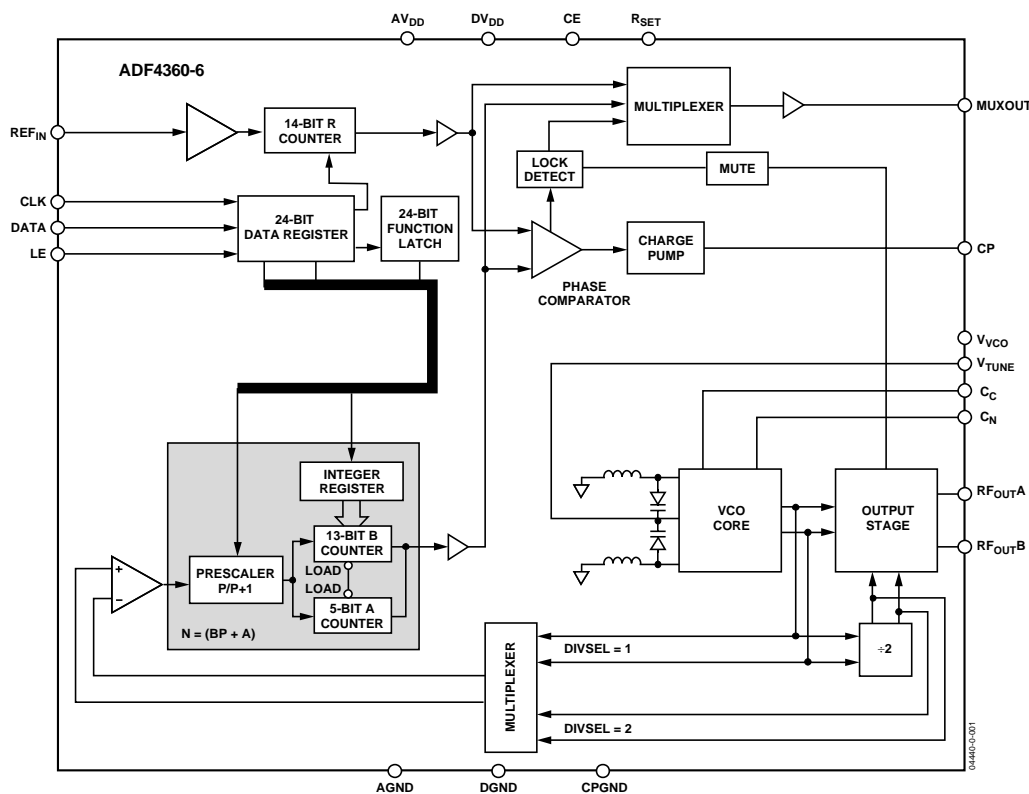 AVDD
DVDD
CE
RSET
ADF4360-6
REFIN
14-BIT R
COUNTER
MULTIPLEXER
MUXOUT
LOCK
DETECT
MUTE
CLK
DATA
LE
24-BIT
DATA REGISTER
24-BIT
FUNCTION
LATCH
CHARGE
PUMP
CP
PHASE
COMPARATOR
VVCO
VTUNE
CC
CN
INTEGER
REGISTER
13-BIT B
COUNTER
LOAD
LOAD
5-BIT A
COUNTER
PRESCALER
P/P+1
+
−
N = (BP + A)
VCO
CORE
OUTPUT
STAGE
RFOUTA
RFOUTB
MULTIPLEXER
DIVSEL = 1
DIVSEL = 2
÷2
04440-0-001
AGND
DGND
CPGND